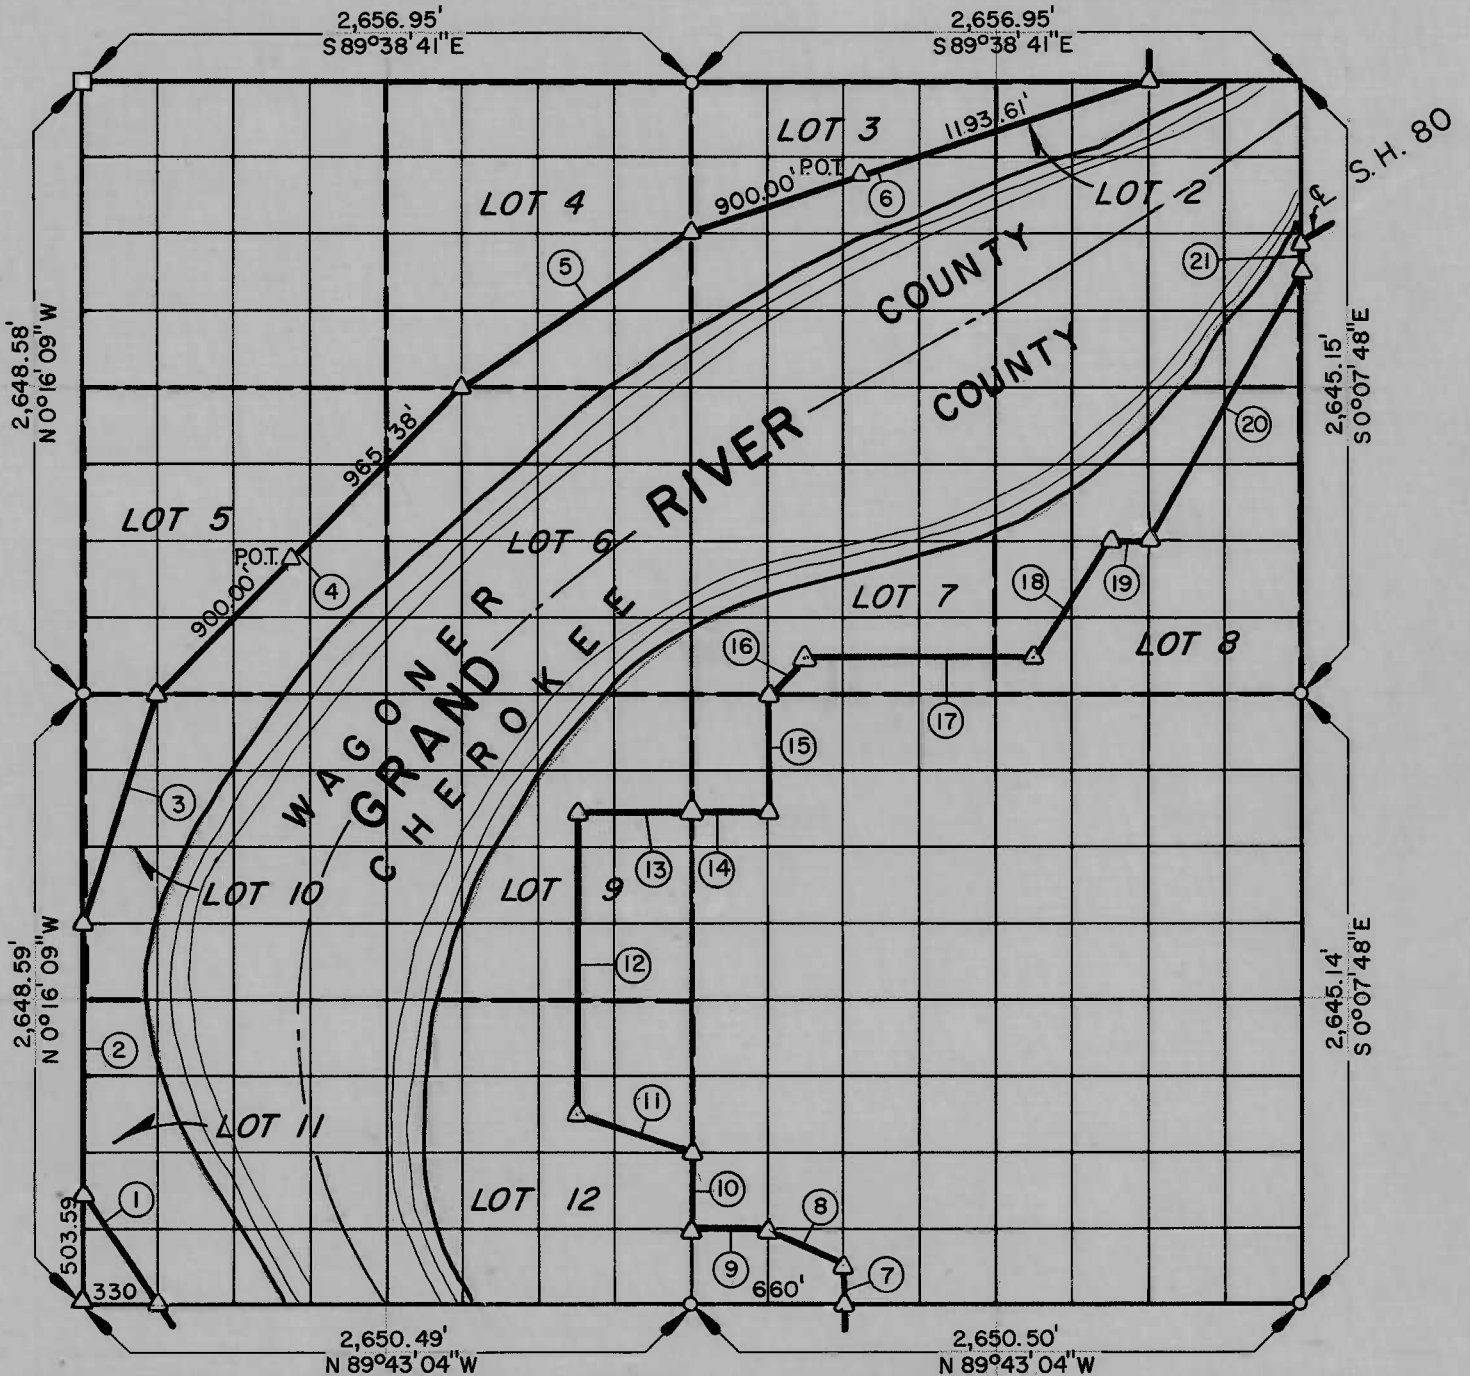 2,656.95'
S 89°38'41"E
2,656.95'
S 89°38'41"E
S.H. 80
℄
LOT 3
1193.61'
P.O.T.
6
900.00'
LOT 2
LOT 4
5
21
COUNTY
COUNTY
2,648.58'
N 0°16'09"W
2,645.15'
S 0°07'48"E
20
965.38'
RIVER
LOT 5
LOT 6
P.O.T.
4
900.00'
18
19
LOT 7
LOT 8
16
17
WAGONER
GRAND
CHEROKEE
15
3
13
14
LOT 10
LOT 9
2,648.59'
N 0°16'09"W
2,645.14'
S 0°07'48"E
12
2
11
LOT 11
LOT 12
10
1
8
503.59
9
7
330
660'
2,650.49'
N 89°43'04"W
2,650.50'
N 89°43'04"W